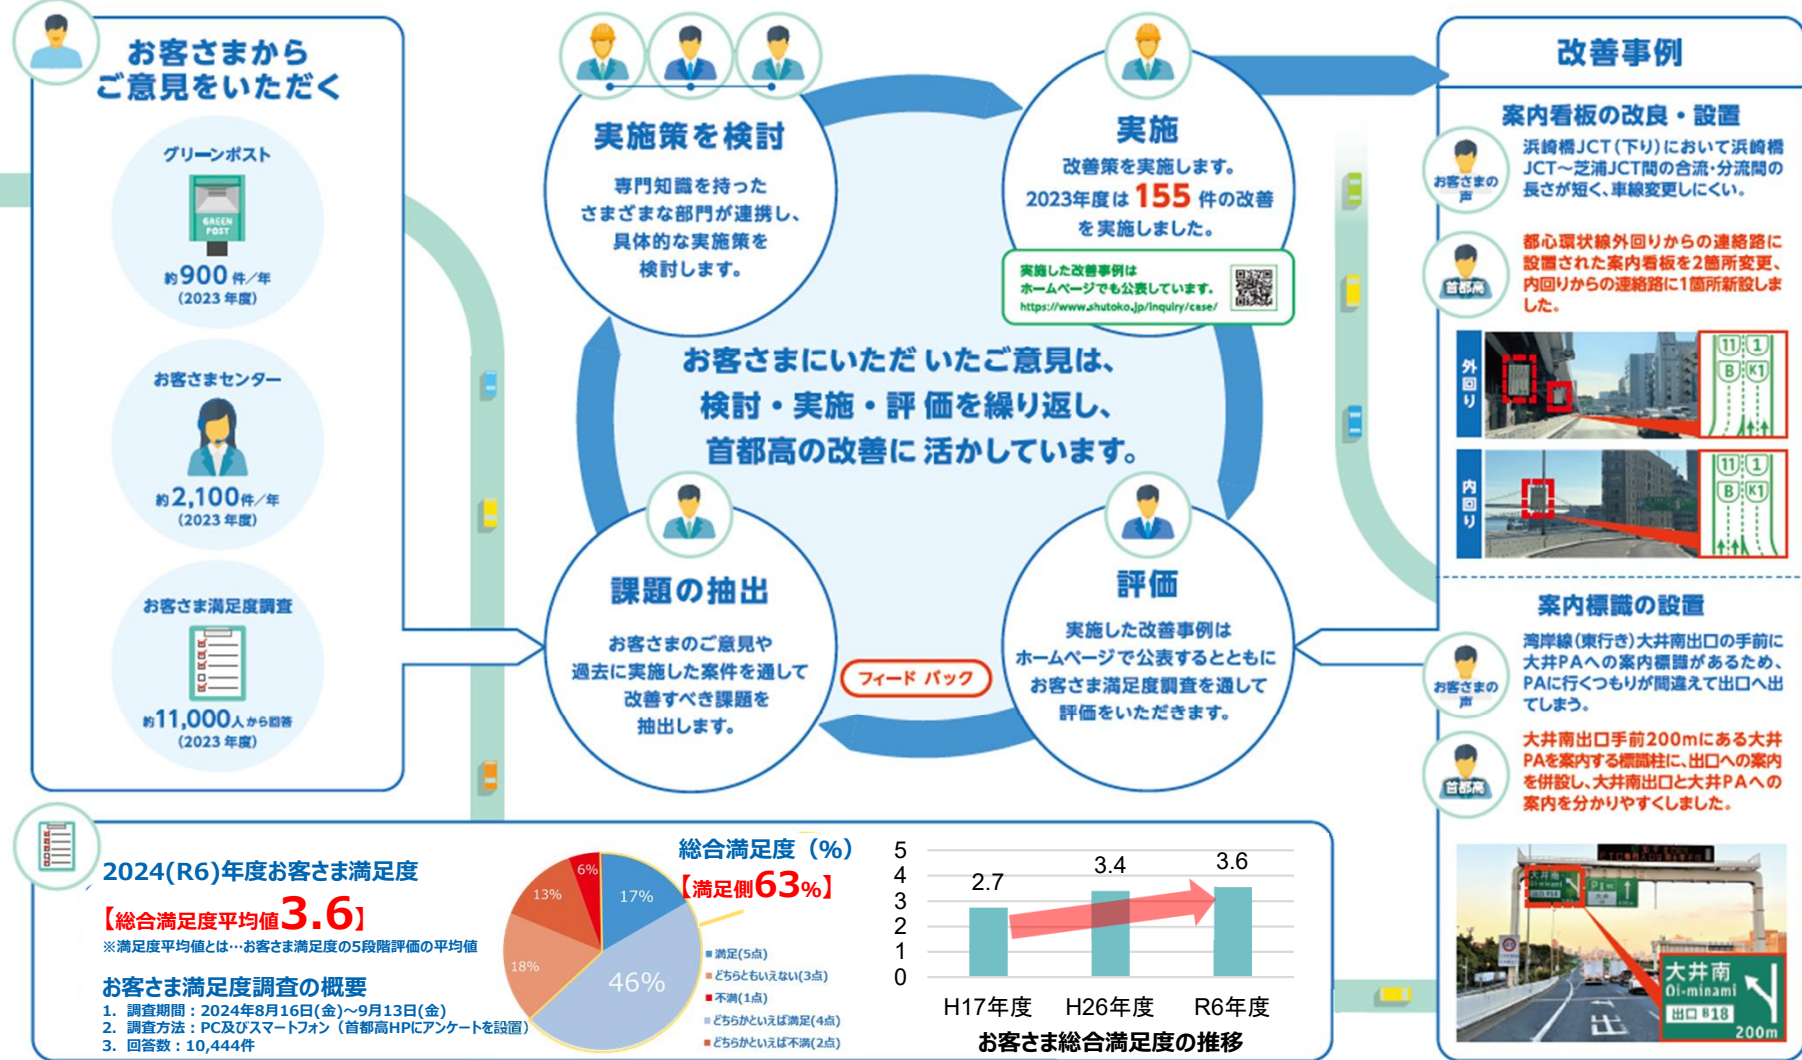 お客さまから
ご意見をいただく
グリーンポスト
GREEN
POST
約900件/年
(2023年度)
お客さまセンター
約2,100件/年
(2023年度)
お客さま満足度調査
約11,000人から回答
(2023年度)
実施策を検討
専門知識を持った
さまざまな部門が連携し、
具体的な実施策を
検討します。
実施
改善策を実施します。
2023年度は155件の改善
を実施しました。
実施した改善事例は
ホームページでも公表しています。
https://www.shutoko.jp/inquiry/case/
お客さまにいただいたご意見は、
検討・実施・評価を繰り返し、
首都高の改善に活かしています。
課題の抽出
お客さまのご意見や
過去に実施した案件を通して
改善すべき課題を
抽出します。
フィードバック
評価
実施した改善事例は
ホームページで公表するとともに
お客さま満足度調査を通して
評価をいただきます。
改善事例
案内看板の改良・設置
お客さまの
声
浜崎橋JCT(下り)において浜崎橋
JCT〜芝浦JCT間の合流・分流間の
長さが短く、車線変更しにくい。
首都高
都心環状線外回りからの連絡路に
設置された案内看板を2箇所変更、
内回りからの連絡路に1箇所新設しま
した。
外回り
11 1
B K1
内回り
11 1
B K1
案内標識の設置
お客さまの
声
湾岸線(東行き)大井南出口の手前に
大井PAへの案内標識があるため、
PAに行くつもりが間違えて出口へ出
てしまう。
首都高
大井南出口手前200mにある大井
PAを案内する標識柱に、出口への案内
を併設し、大井南出口と大井PAへの
案内を分かりやすくしました。
大井南
Oi-minami
出口 B18
200m
2024(R6)年度お客さま満足度
【総合満足度平均値3.6】
※満足度平均値とは…お客さま満足度の5段階評価の平均値
お客さま満足度調査の概要
1. 調査期間：2024年8月16日(金)～9月13日(金)
2. 調査方法：PC及びスマートフォン（首都高HPにアンケートを設置）
3. 回答数：10,444件
総合満足度（%）
【満足側63%】
17%
46%
18%
13%
6%
満足(5点)
どちらともいえない(3点)
不満(1点)
どちらかといえば満足(4点)
どちらかといえば不満(2点)
5
4
3
2
1
0
2.7
3.4
3.6
H17年度 H26年度 R6年度
お客さま総合満足度の推移